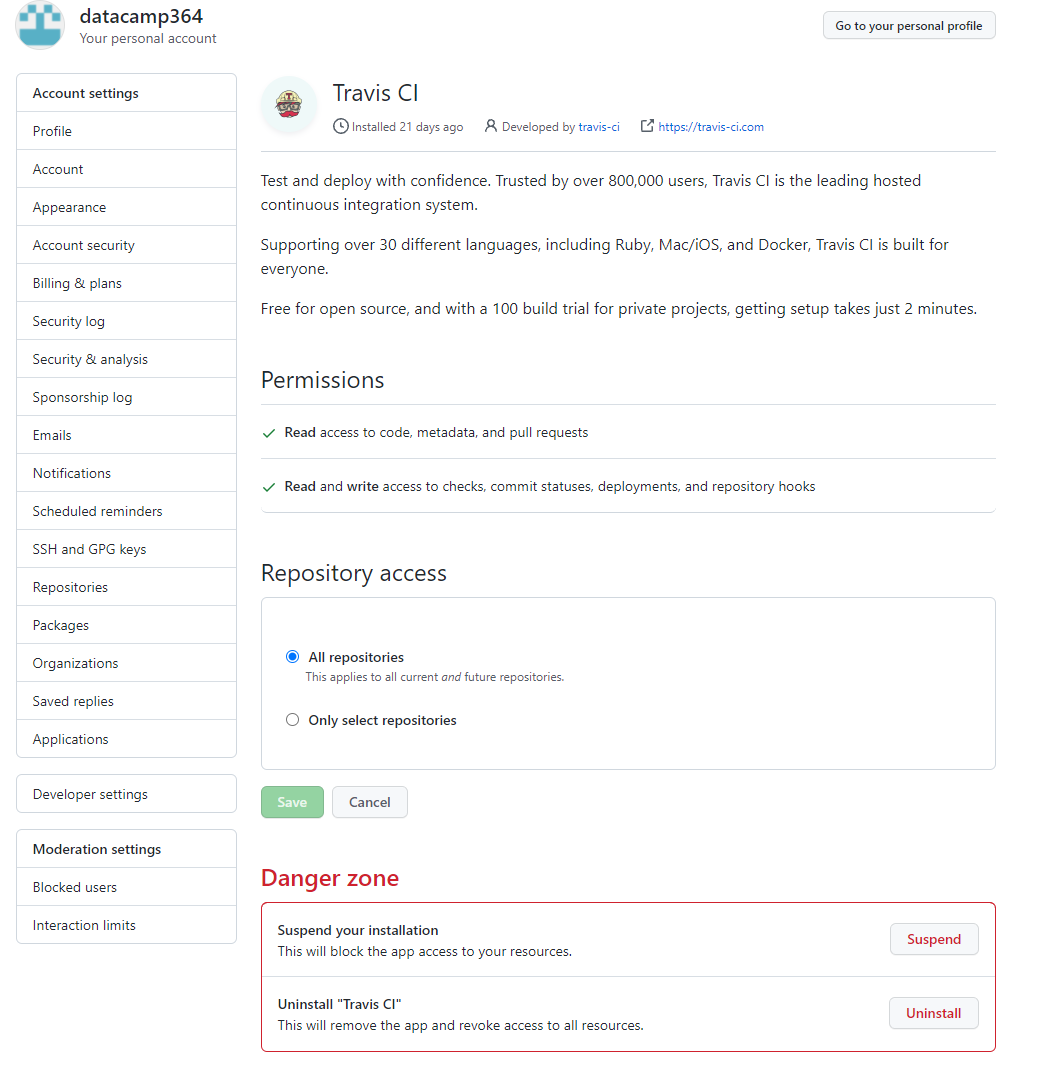 datacamp364
Your personal account
Go to your personal profile
Account settings
Profile
Account
Appearance
Account security
Billing & plans
Security log
Security & analysis
Sponsorship log
Emails
Notifications
Scheduled reminders
SSH and GPG keys
Repositories
Packages
Organizations
Saved replies
Applications
Developer settings
Moderation settings
Blocked users
Interaction limits
Travis CI
Installed 21 days ago
Developed by travis-ci
https://travis-ci.com
Test and deploy with confidence. Trusted by over 800,000 users, Travis CI is the leading hosted
continuous integration system.
Supporting over 30 different languages, including Ruby, Mac/iOS, and Docker, Travis CI is built for
everyone.
Free for open source, and with a 100 build trial for private projects, getting setup takes just 2 minutes.
Permissions
Read access to code, metadata, and pull requests
Read and write access to checks, commit statuses, deployments, and repository hooks
Repository access
All repositories
This applies to all current and future repositories.
Only select repositories
Save
Cancel
Danger zone
Suspend your installation
This will block the app access to your resources.
Suspend
Uninstall "Travis CI"
This will remove the app and revoke access to all resources.
Uninstall